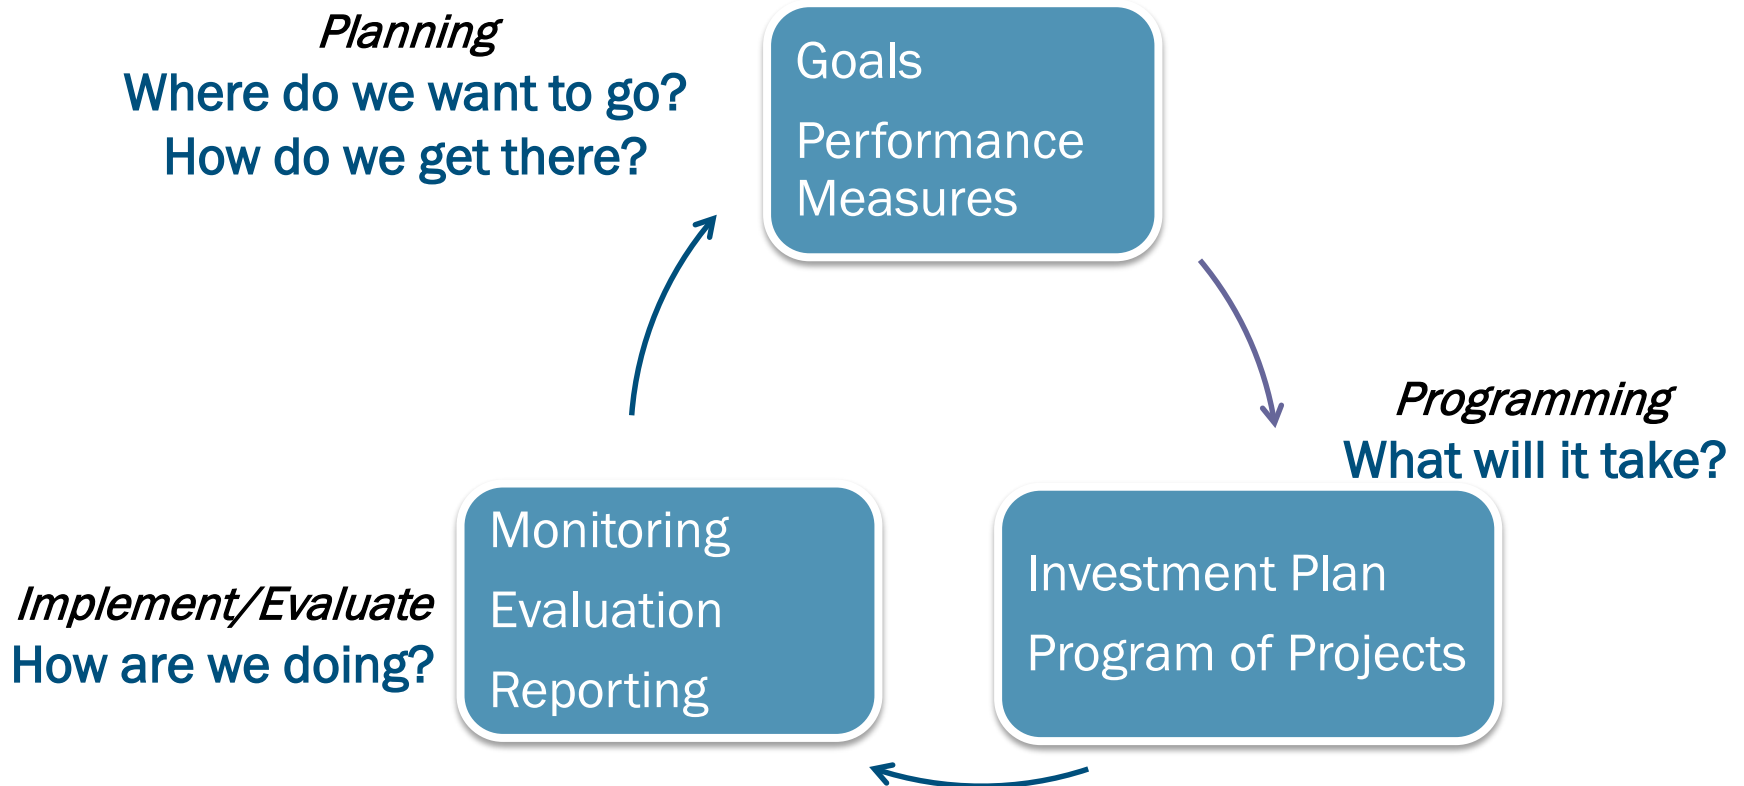 Planning
Where do we want to go?
How do we get there?
Goals
Performance
Measures
Programming
What will it take?
Investment Plan
Program of Projects
Implement/Evaluate
How are we doing?
Monitoring
Evaluation
Reporting